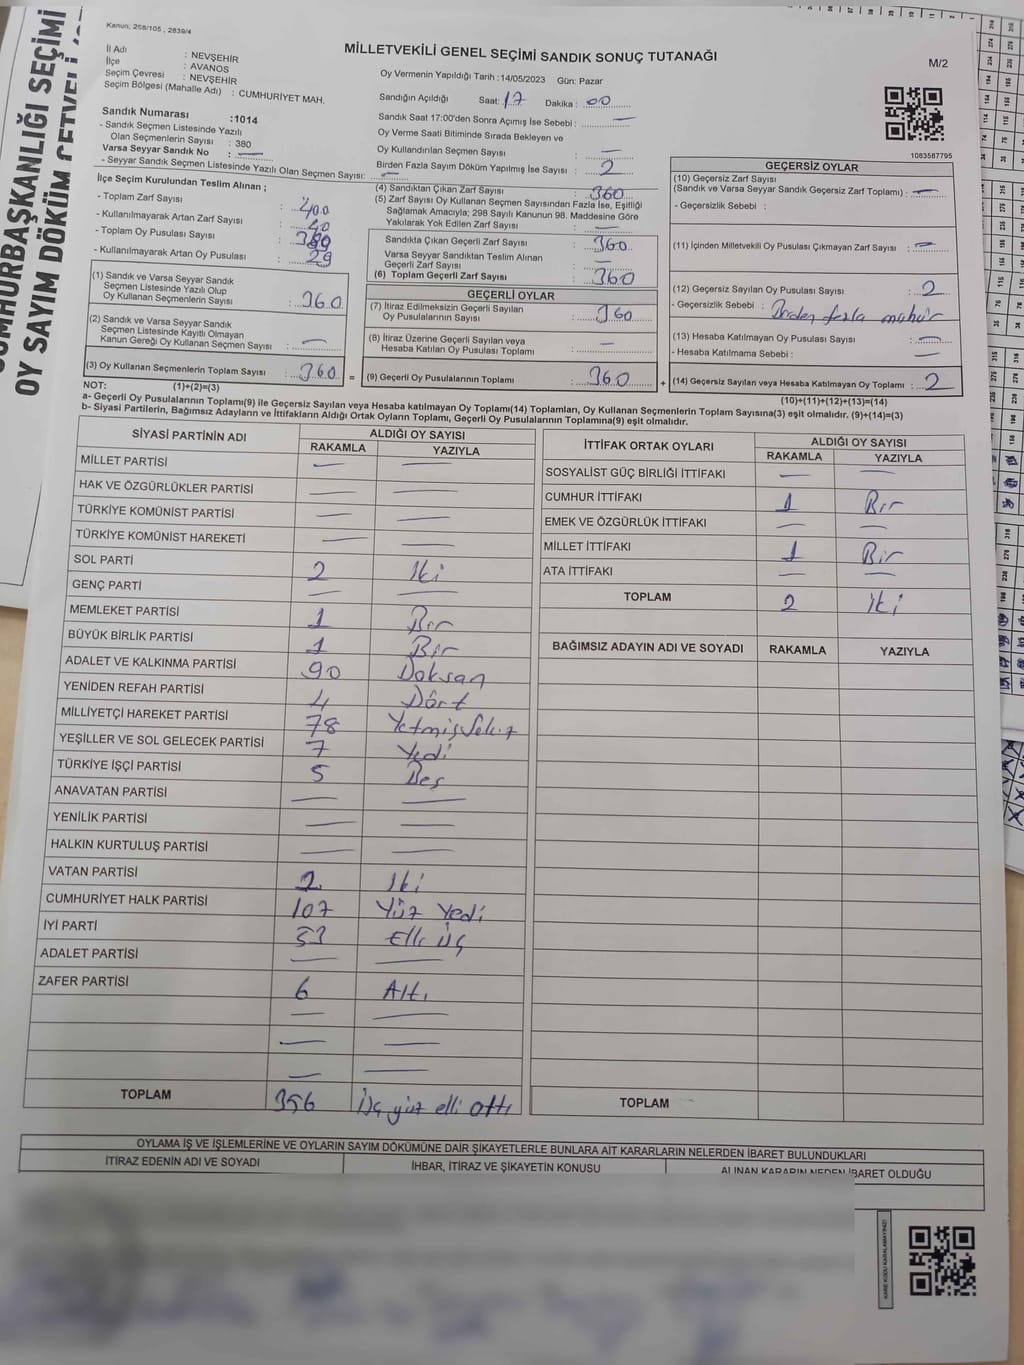 CUMHURBAŞKANLIĞI SEÇİMİ
OY SAYIM DÖKÜM CETVELİ
Kanun; 258/105 , 2839/4
MİLLETVEKİLİ GENEL SEÇİMİ SANDIK SONUÇ TUTANAĞI
M/2
İl Adı : NEVŞEHİR
İlçe : AVANOS
Seçim Çevresi : NEVŞEHİR
Seçim Bölgesi (Mahalle Adı) : CUMHURİYET MAH.
Sandık Numarası :1014
- Sandık Seçmen Listesinde Yazılı
Olan Seçmenlerin Sayısı : 380
Varsa Seyyar Sandık No : —
- Seyyar Sandık Seçmen Listesinde Yazılı Olan Seçmen Sayısı: —
İlçe Seçim Kurulundan Teslim Alınan ;
- Toplam Zarf Sayısı : 400
- Kullanılmayarak Artan Zarf Sayısı : 40
- Toplam Oy Pusulası Sayısı :
- Kullanılmayarak Artan Oy Pusulası : 29
(1) Sandık ve Varsa Seyyar Sandık
Seçmen Listesinde Yazılı Olup
Oy Kullanan Seçmenlerin Sayısı : 360
(2) Sandık ve Varsa Seyyar Sandık
Seçmen Listesinde Kayıtlı Olmayan
Kanun Gereği Oy Kullanan Seçmen Sayısı : —
(3) Oy Kullanan Seçmenlerin Toplam Sayısı : 360 =
Oy Vermenin Yapıldığı Tarih :14/05/2023 Gün: Pazar
Sandığın Açıldığı Saat: 17 Dakika : 00
Sandık Saat 17:00'den Sonra Açımış İse Sebebi : —
Oy Verme Saati Bitiminde Sırada Bekleyen ve
Oy Kullandırılan Seçmen Sayısı : —
Birden Fazla Sayım Döküm Yapılmış İse Sayısı : 2
(4) Sandıktan Çıkan Zarf Sayısı : 360
(5) Zarf Sayısı Oy Kullanan Seçmen Sayısından Fazla İse, Eşitliği
Sağlamak Amacıyla; 298 Sayılı Kanunun 98. Maddesine Göre
Yakılarak Yok Edilen Zarf Sayısı : —
Sandıkta Çıkan Geçerli Zarf Sayısı : 360
Varsa Seyyar Sandıktan Teslim Alınan
Geçerli Zarf Sayısı : —
(6) Toplam Geçerli Zarf Sayısı : 360
GEÇERLİ OYLAR
(7) İtiraz Edilmeksizin Geçerli Sayılan
Oy Pusulalarının Sayısı : 360
(8) İtiraz Üzerine Geçerli Sayılan veya
Hesaba Katılan Oy Pusulası Toplamı : —
(9) Geçerli Oy Pusulalarının Toplamı : 360 +
1083587795
GEÇERSİZ OYLAR
(10) Geçersiz Zarf Sayısı
(Sandık ve Varsa Seyyar Sandık Geçersiz Zarf Toplamı) : —
- Geçersizlik Sebebi :
(11) İçinden Milletvekili Oy Pusulası Çıkmayan Zarf Sayısı : —
(12) Geçersiz Sayılan Oy Pusulası Sayısı : 2
- Geçersizlik Sebebi : Birden fazla mühür
(13) Hesaba Katılmayan Oy Pusulası Sayısı : —
- Hesaba Katılmama Sebebi : —
(14) Geçersiz Sayılan veya Hesaba Katılmayan Oy Toplamı : 2
NOT: (1)+(2)=(3) (10)+(11)+(12)+(13)=(14)
a- Geçerli Oy Pusulalarının Toplamı(9) ile Geçersiz Sayılan veya Hesaba katılmayan Oy Toplamı(14) Toplamları, Oy Kullanan Seçmenlerin Toplam Sayısına(3) eşit olmalıdır. (9)+(14)=(3)
b- Siyasi Partilerin, Bağımsız Adayların ve İttifakların Aldığı Oyların Toplamı, Geçerli Oy Pusulalarının Toplamına(9) eşit olmalıdır.
SİYASİ PARTİNİN ADI ALDIĞI OY SAYISI
RAKAMLA YAZIYLA
MİLLET PARTİSİ — —
HAK VE ÖZGÜRLÜKLER PARTİSİ — —
TÜRKİYE KOMÜNİST PARTİSİ — —
TÜRKİYE KOMÜNİST HAREKETİ — —
SOL PARTİ 2 İki
GENÇ PARTİ — —
MEMLEKET PARTİSİ 1 Bir
BÜYÜK BİRLİK PARTİSİ 1 Bir
ADALET VE KALKINMA PARTİSİ 90 Doksan
YENİDEN REFAH PARTİSİ 4 Dört
MİLLİYETÇİ HAREKET PARTİSİ 78 Yetmiş Sekiz
YEŞİLLER VE SOL GELECEK PARTİSİ 7 Yedi
TÜRKİYE İŞÇİ PARTİSİ 5 Beş
ANAVATAN PARTİSİ — —
YENİLİK PARTİSİ — —
HALKIN KURTULUŞ PARTİSİ — —
VATAN PARTİSİ 2 İki
CUMHURİYET HALK PARTİSİ 107 Yüz Yedi
İYİ PARTİ 53 Elli Üç
ADALET PARTİSİ — —
ZAFER PARTİSİ 6 Altı
— —
— —
— —
TOPLAM 356 Üç yüz elli altı
İTTİFAK ORTAK OYLARI ALDIĞI OY SAYISI
RAKAMLA YAZIYLA
SOSYALİST GÜÇ BİRLİĞİ İTTİFAKI — —
CUMHUR İTTİFAKI 1 Bir
EMEK VE ÖZGÜRLÜK İTTİFAKI — —
MİLLET İTTİFAKI 1 Bir
ATA İTTİFAKI — —
TOPLAM 2 iki
BAĞIMSIZ ADAYIN ADI VE SOYADI RAKAMLA YAZIYLA
TOPLAM
OYLAMA İŞ VE İŞLEMLERİNE VE OYLARIN SAYIM DÖKÜMÜNE DAİR ŞİKAYETLERLE BUNLARA AİT KARARLARIN NELERDEN İBARET BULUNDUKLARI
İTİRAZ EDENİN ADI VE SOYADI İHBAR, İTİRAZ VE ŞİKAYETİN KONUSU ALINAN KARARIN NEDEN İBARET OLDUĞU
KARE KODU KARALAMAYINIZ!